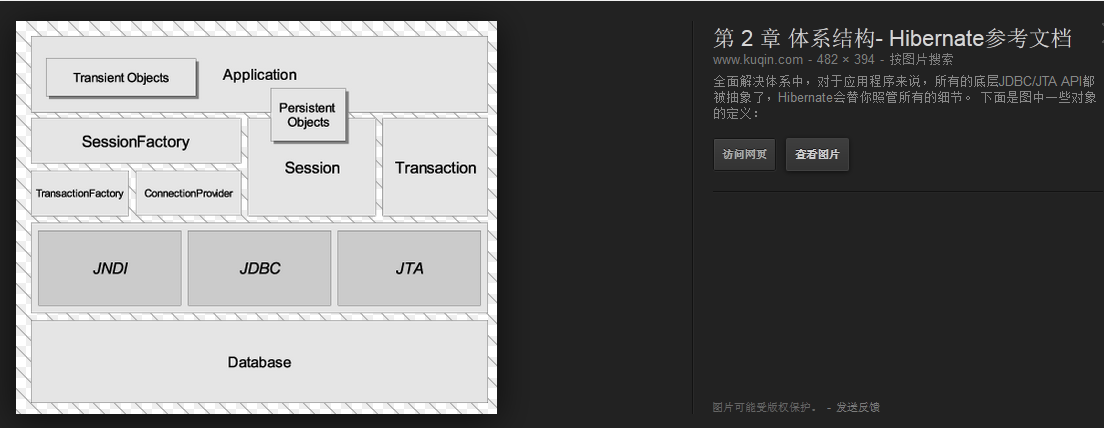 Transient Objects
Application
Persistent
Objects
SessionFactory
Session
Transaction
TransactionFactory
ConnectionProvider
JNDI
JDBC
JTA
Database
第 2 章 体系结构- Hibernate参考文档
www.kuqin.com - 482 × 394 - 按图片搜索
全面解决体系中，对于应用程序来说，所有的底层JDBC/JTA API都
被抽象了，Hibernate会替你照管所有的细节。 下面是图中一些对象
的定义：
访问网页
查看图片
图片可能受版权保护。 - 发送反馈